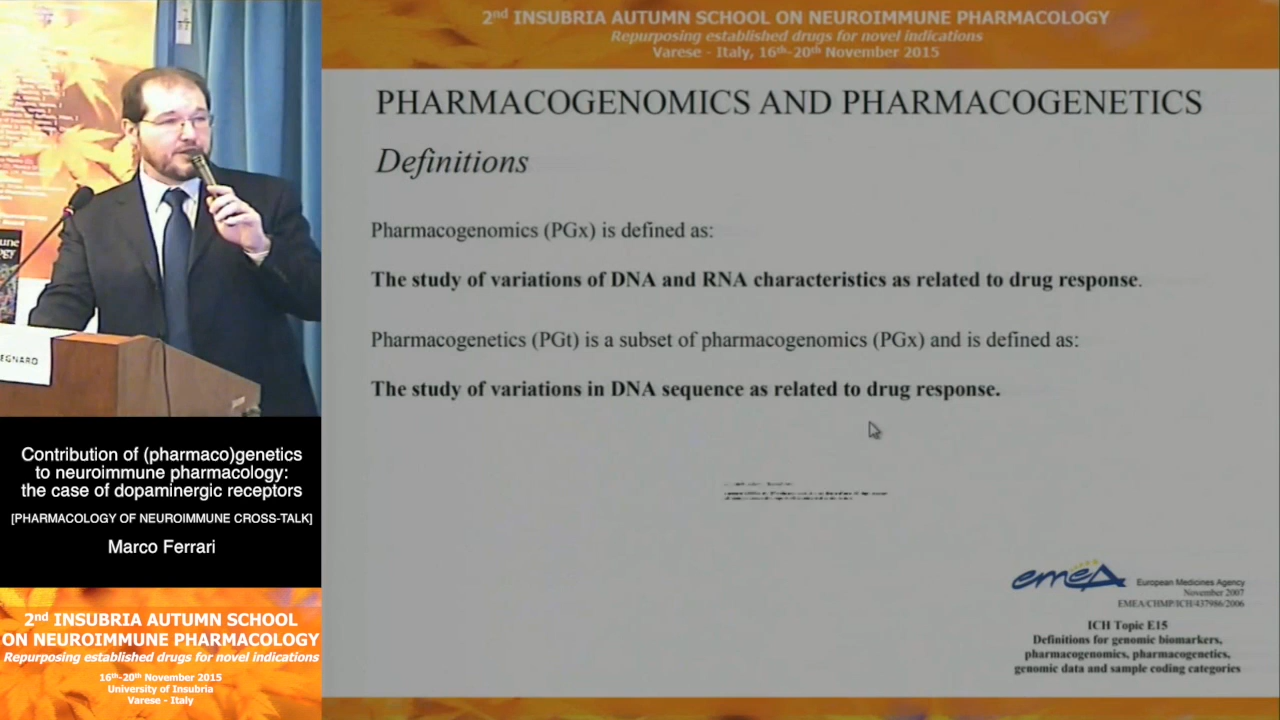 2nd INSUBRIA AUTUMN SCHOOL ON NEUROIMMUNE PHARMACOLOGY
Repurposing established drugs for novel indications
Varese - Italy, 16th-20th November 2015
PHARMACOGENOMICS AND PHARMACOGENETICS
Definitions
Pharmacogenomics (PGx) is defined as:
The study of variations of DNA and RNA characteristics as related to drug response.
Pharmacogenetics (PGt) is a subset of pharmacogenomics (PGx) and is defined as:
The study of variations in DNA sequence as related to drug response.
emeA
European Medicines Agency
November 2007
EMEA/CHMP/ICH/437986/2006
ICH Topic E15
Definitions for genomic biomarkers,
pharmacogenomics, pharmacogenetics,
genomic data and sample coding categories
EGNARD
Contribution of (pharmaco)genetics
to neuroimmune pharmacology:
the case of dopaminergic receptors
[PHARMACOLOGY OF NEUROIMMUNE CROSS-TALK]
Marco Ferrari
2nd INSUBRIA AUTUMN SCHOOL
ON NEUROIMMUNE PHARMACOLOGY
Repurposing established drugs for novel indications
16th-20th November 2015
University of Insubria
Varese - Italy